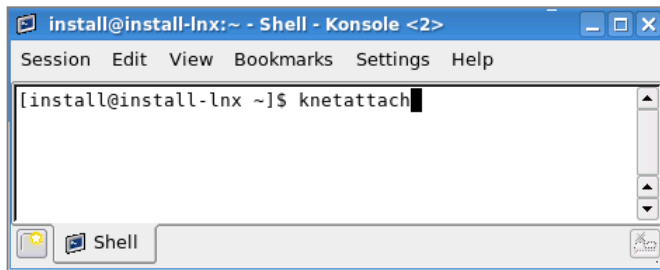 install@install-lnx:~ - Shell - Konsole <2>
Session Edit View Bookmarks Settings Help
[install@install-lnx ~]$ knetattach
Shell